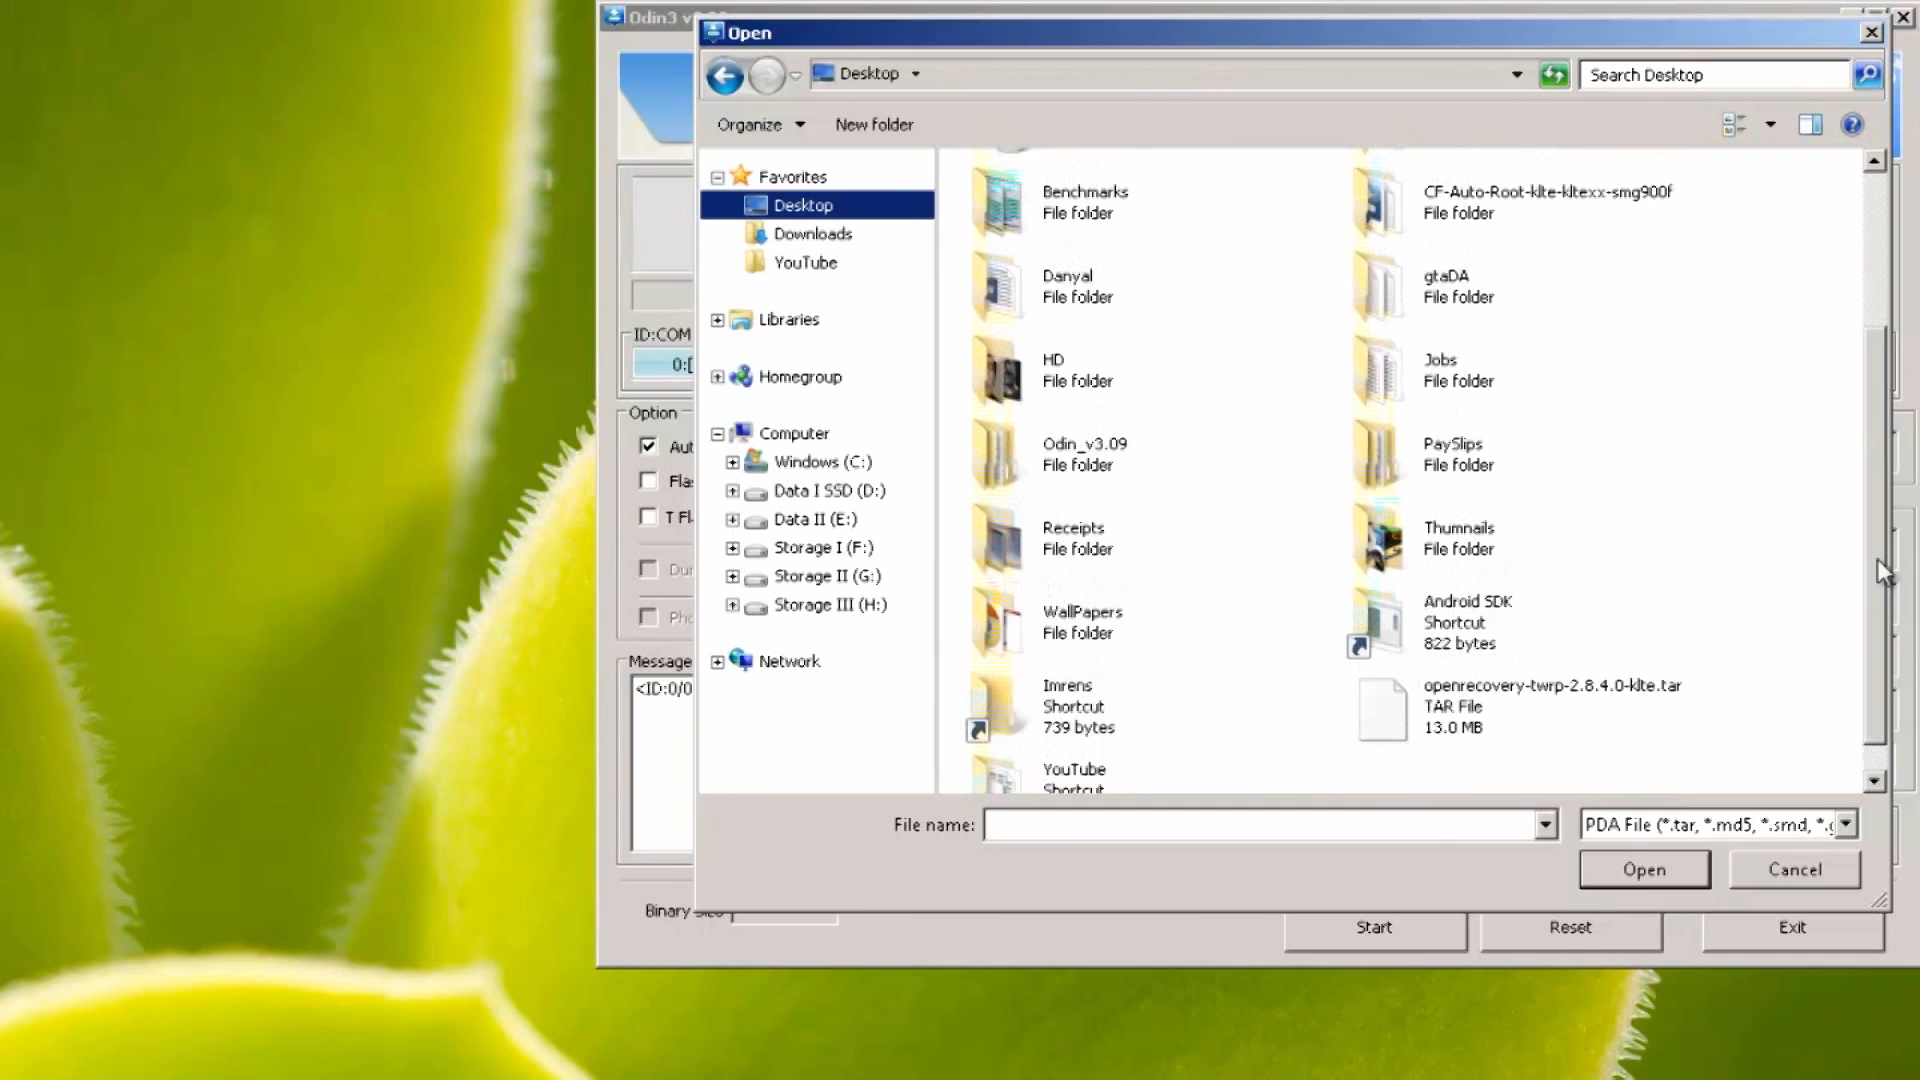 Odin3
Open
Desktop
Search Desktop
Organize
New folder
Favorites
Desktop
Downloads
YouTube
Libraries
Homegroup
Computer
Windows (C:)
Data I SSD (D:)
Data II (E:)
Storage I (F:)
Storage II (G:)
Storage III (H:)
Network
Benchmarks
File folder
CF-Auto-Root-klte-kltexx-smg900f
File folder
Danyal
File folder
gtaDA
File folder
HD
File folder
Jobs
File folder
Odin_v3.09
File folder
PaySlips
File folder
Receipts
File folder
Thumnails
File folder
WallPapers
File folder
Android SDK
Shortcut
822 bytes
Imrens
Shortcut
739 bytes
openrecovery-twrp-2.8.4.0-klte.tar
TAR File
13.0 MB
YouTube
Shortcut
File name:
PDA File (*.tar, *.md5, *.smd, *.g
Open
Cancel
ID:COM
0:[
Option
Aut
Fla
T Fl
Dur
Pho
Message
<ID:0/0
Binary Size
Start
Reset
Exit